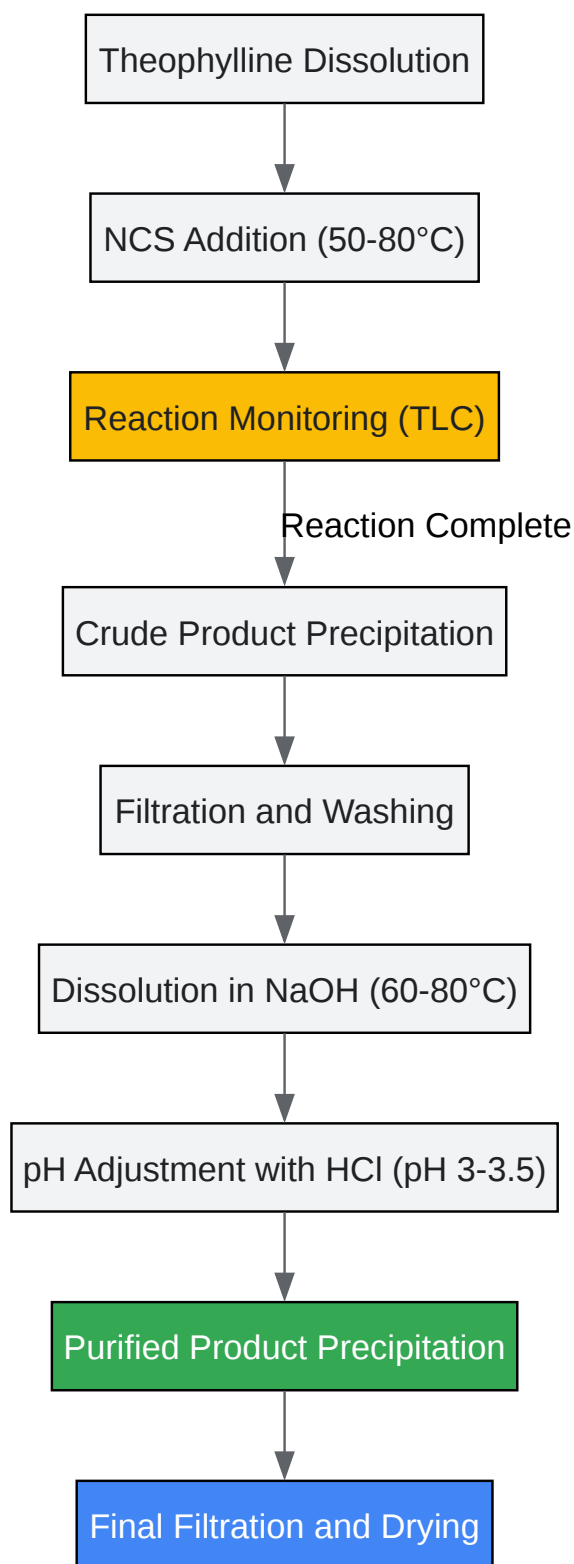 Theophylline Dissolution
NCS Addition (50-80°C)
Reaction Monitoring (TLC)
Reaction Complete
Crude Product Precipitation
Filtration and Washing
Dissolution in NaOH (60-80°C)
pH Adjustment with HCl (pH 3-3.5)
Purified Product Precipitation
Final Filtration and Drying